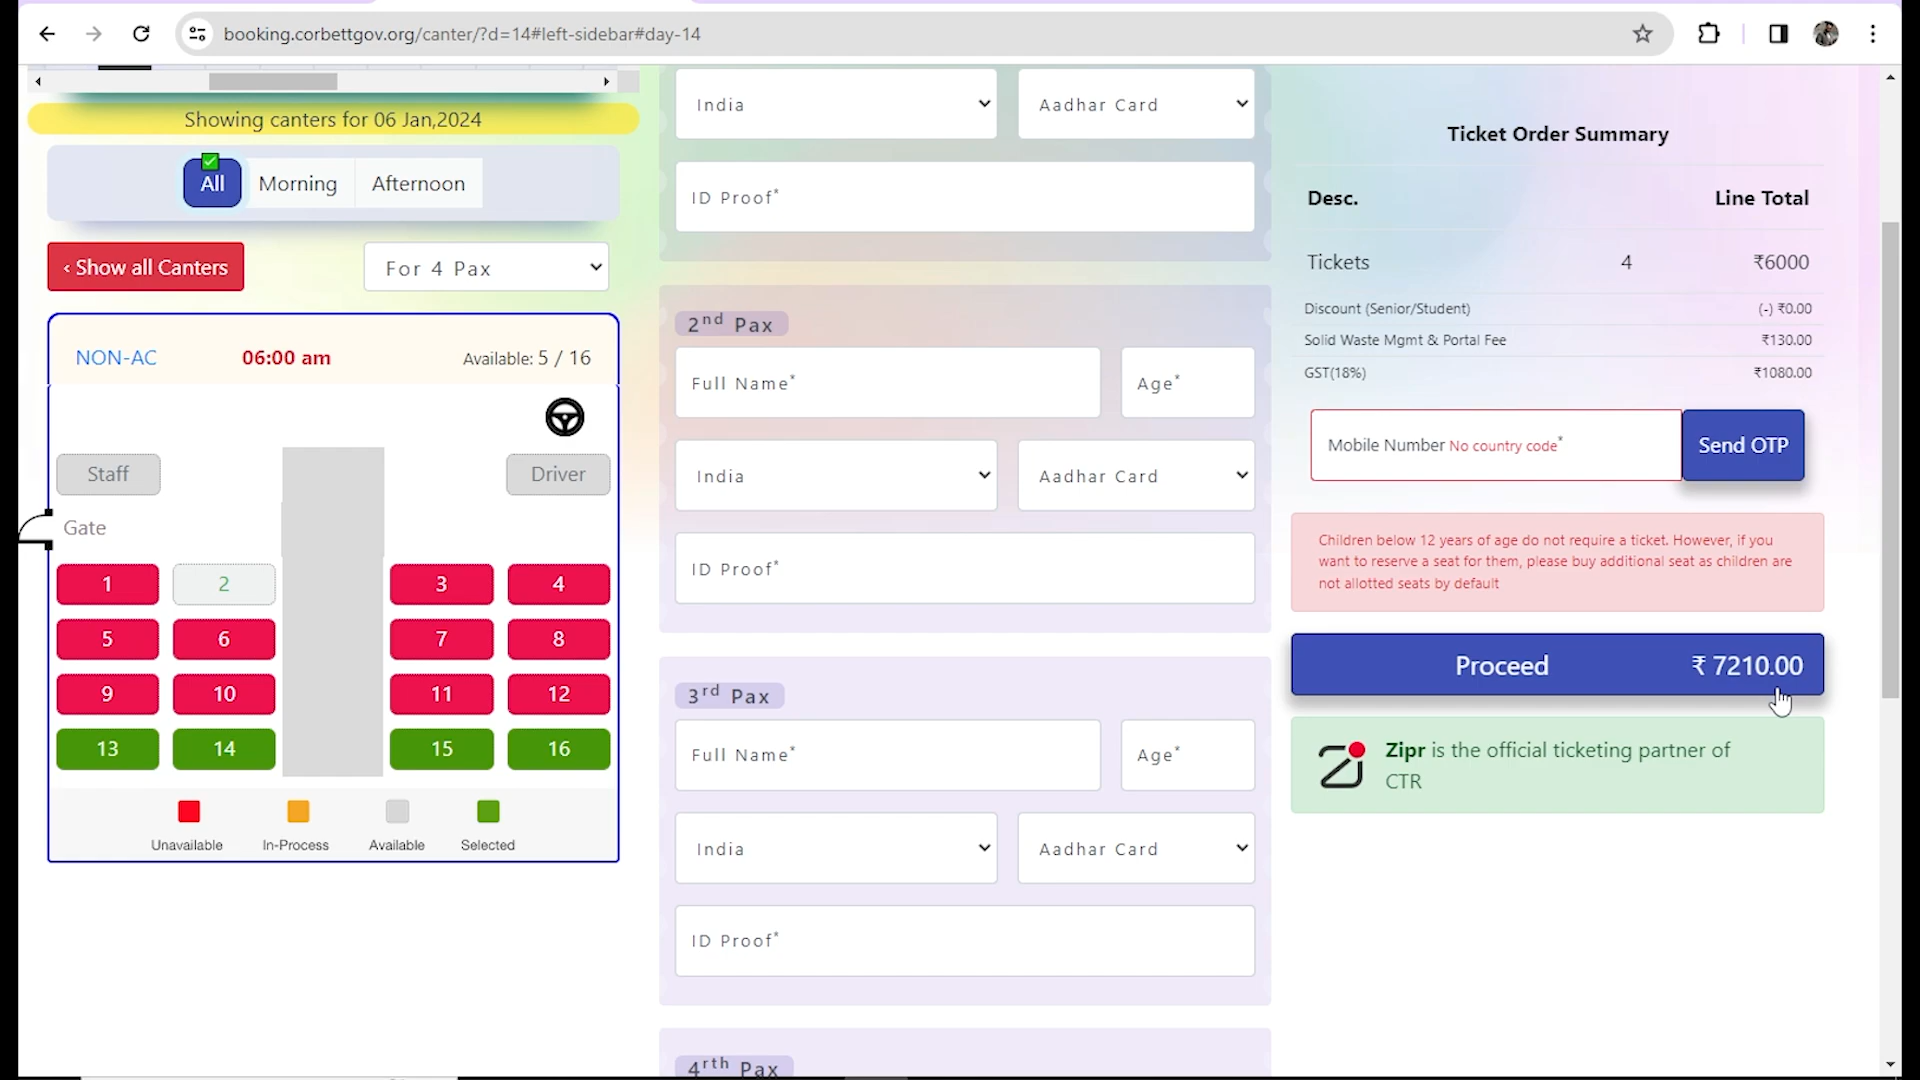 booking.corbettgov.org/canter/?d=14#left-sidebar#day-14
Showing canters for 06 Jan,2024
All
Morning
Afternoon
‹ Show all Canters
For 4 Pax
NON-AC
06:00 am
Available: 5 / 16
Staff
Driver
Gate
1 2 3 4
5 6 7 8
9 10 11 12
13 14 15 16
Unavailable
In-Process
Available
Selected
India
Aadhar Card
ID Proof*
2nd Pax
Full Name*
Age*
India
Aadhar Card
ID Proof*
3rd Pax
Full Name*
Age*
India
Aadhar Card
ID Proof*
4rth Pax
Ticket Order Summary
Desc. Line Total
Tickets 4 ₹6000
Discount (Senior/Student) (-) ₹0.00
Solid Waste Mgmt & Portal Fee ₹130.00
GST(18%) ₹1080.00
Mobile Number No country code*
Send OTP
Children below 12 years of age do not require a ticket. However, if you
want to reserve a seat for them, please buy additional seat as children are
not allotted seats by default
Proceed ₹ 7210.00
Zipr is the official ticketing partner of
CTR